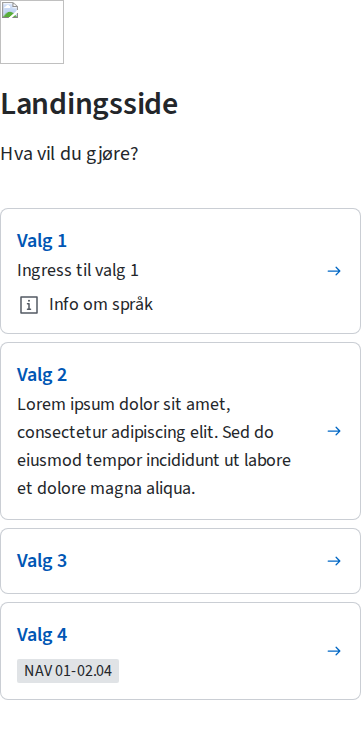 Landingsside
Hva vil du gjøre?
Valg 1
Ingress til valg 1
Info om språk
Valg 2
Lorem ipsum dolor sit amet,
consectetur adipiscing elit. Sed do
eiusmod tempor incididunt ut labore
et dolore magna aliqua.
Valg 3
Valg 4
NAV 01-02.04